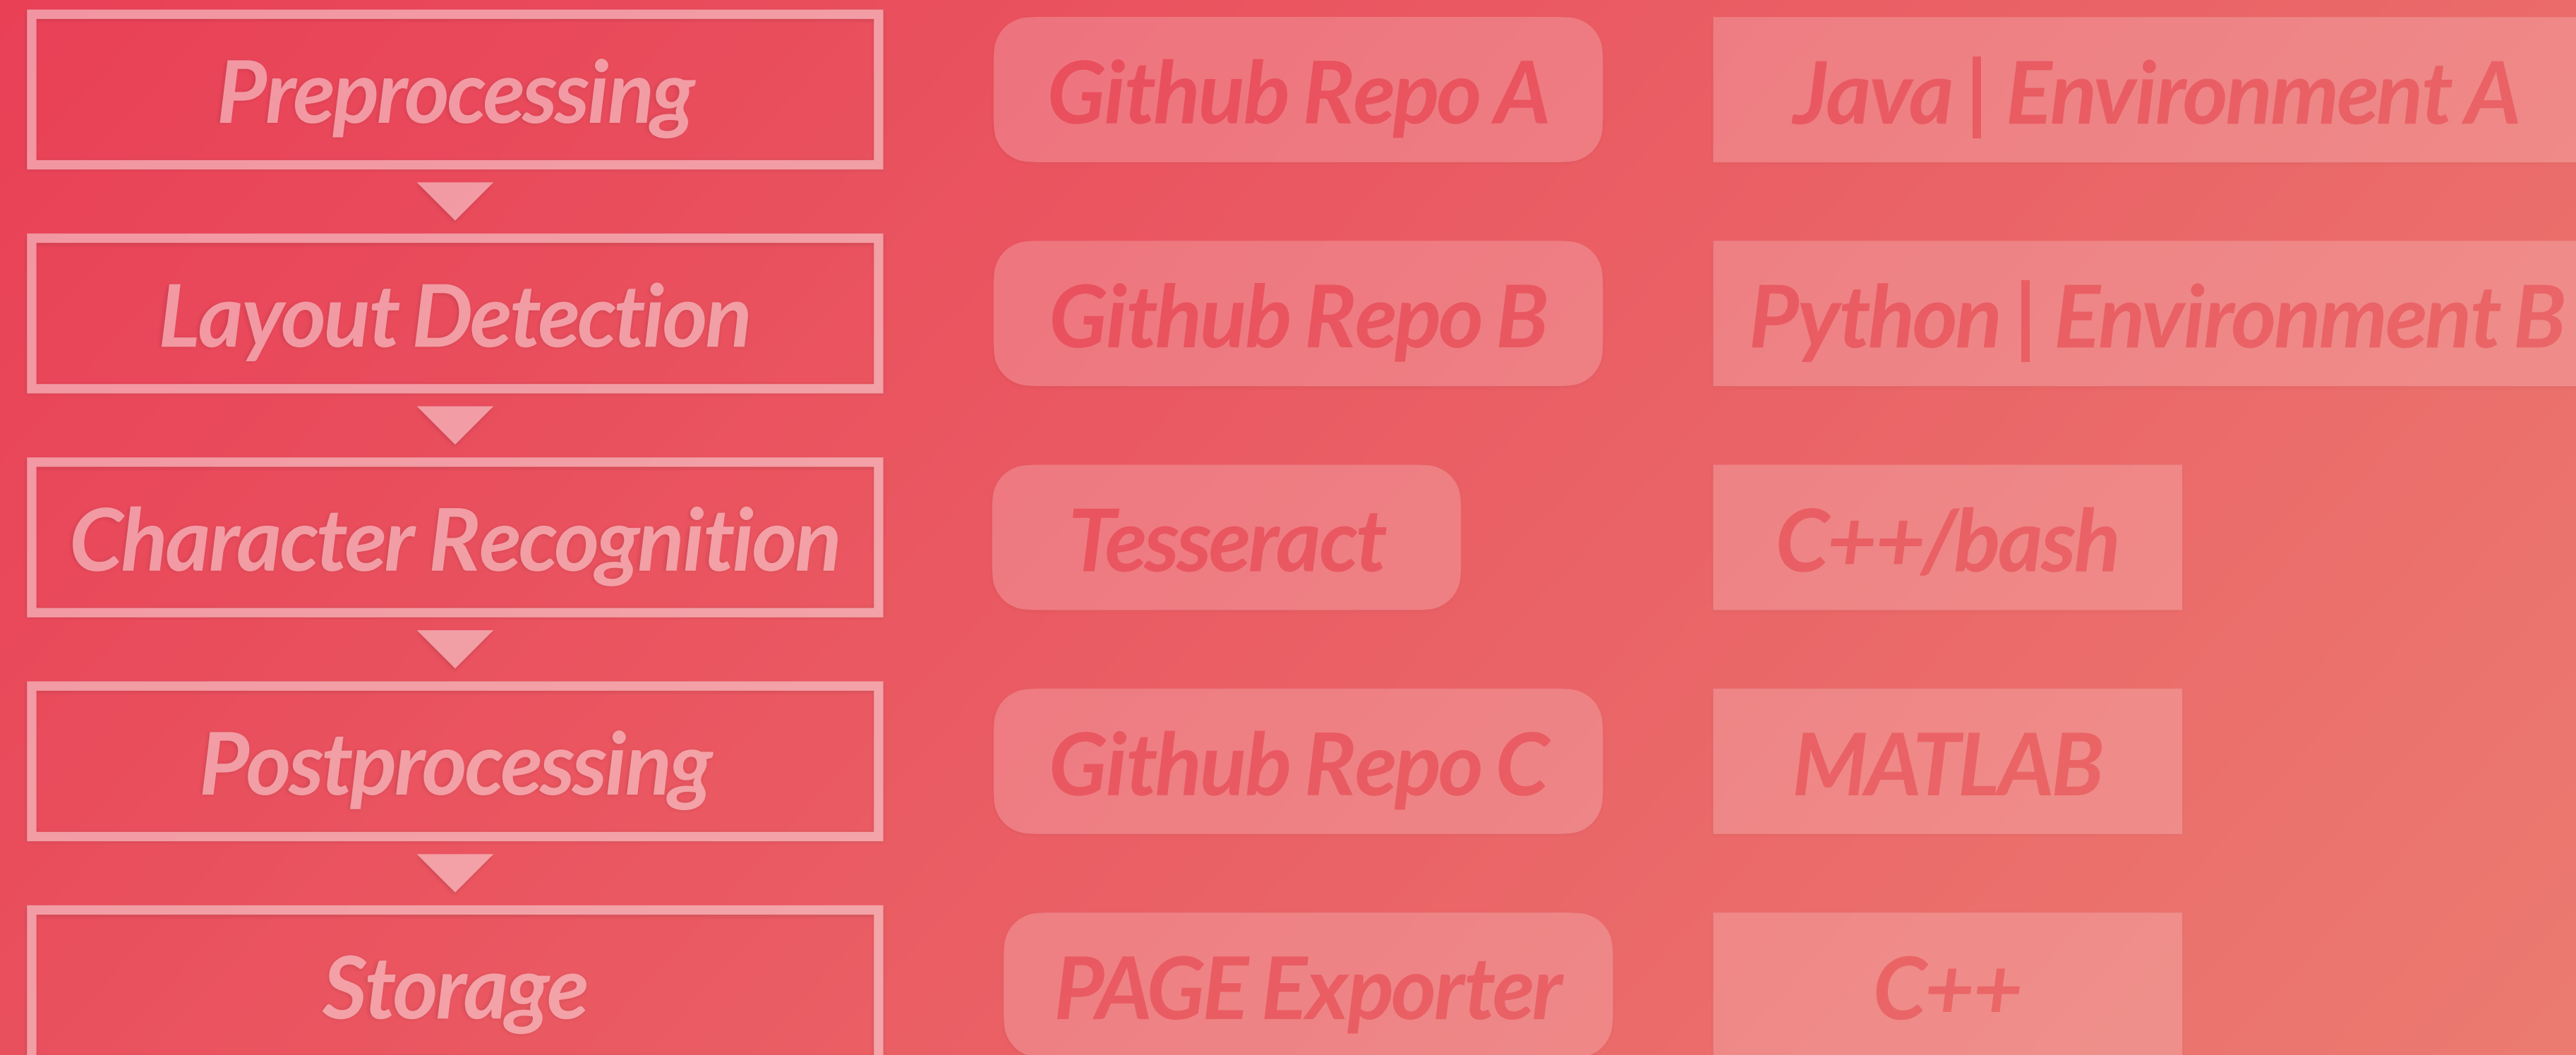 Preprocessing
Github Repo A
Java | Environment A
Layout Detection
Github Repo B
Python | Environment B
Character Recognition
Tesseract
C++/bash
Postprocessing
Github Repo C
MATLAB
Storage
PAGE Exporter
C++